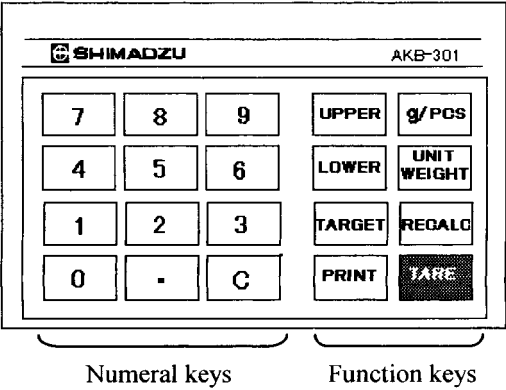 SHIMADZU AKB-301
7 8 9 UPPER g/PCS
4 5 6 LOWER UNIT
WEIGHT
1 2 3 TARGET RECALC
0 . C PRINT TARE
Numeral keys Function keys